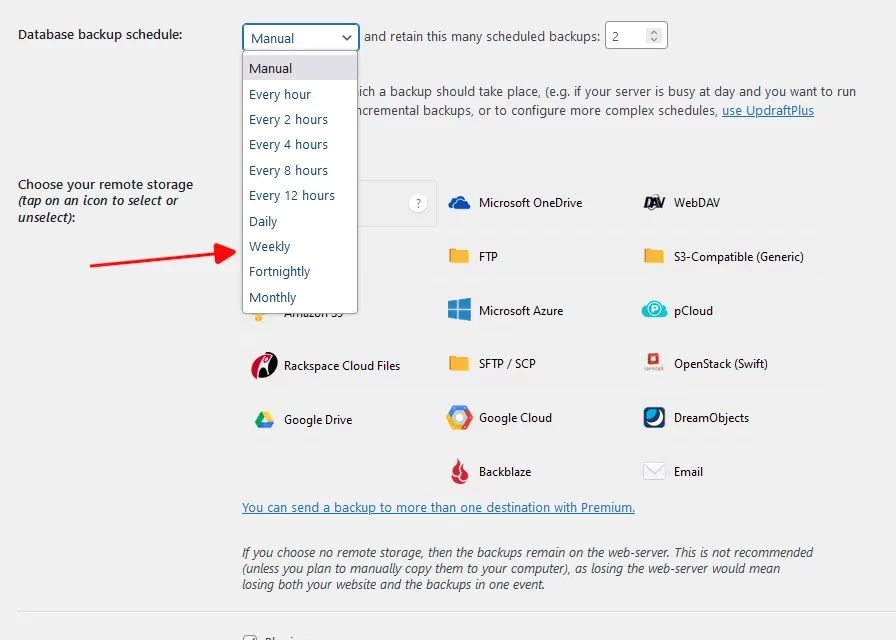 Database backup schedule:
Manual
and retain this many scheduled backups:
2
Manual
Every hour
Every 2 hours
Every 4 hours
Every 8 hours
Every 12 hours
Daily
Weekly
Fortnightly
Monthly
ch a backup should take place, (e.g. if your server is busy at day and you want to run
ncremental backups, or to configure more complex schedules, use UpdraftPlus
Choose your remote storage
(tap on an icon to select or
unselect):
?
Microsoft OneDrive
WebDAV
FTP
S3-Compatible (Generic)
Amazon S3
Microsoft Azure
pCloud
Rackspace Cloud Files
SFTP / SCP
OpenStack (Swift)
Google Drive
Google Cloud
DreamObjects
Backblaze
Email
You can send a backup to more than one destination with Premium.
If you choose no remote storage, then the backups remain on the web-server. This is not recommended
(unless you plan to manually copy them to your computer), as losing the web-server would mean
losing both your website and the backups in one event.